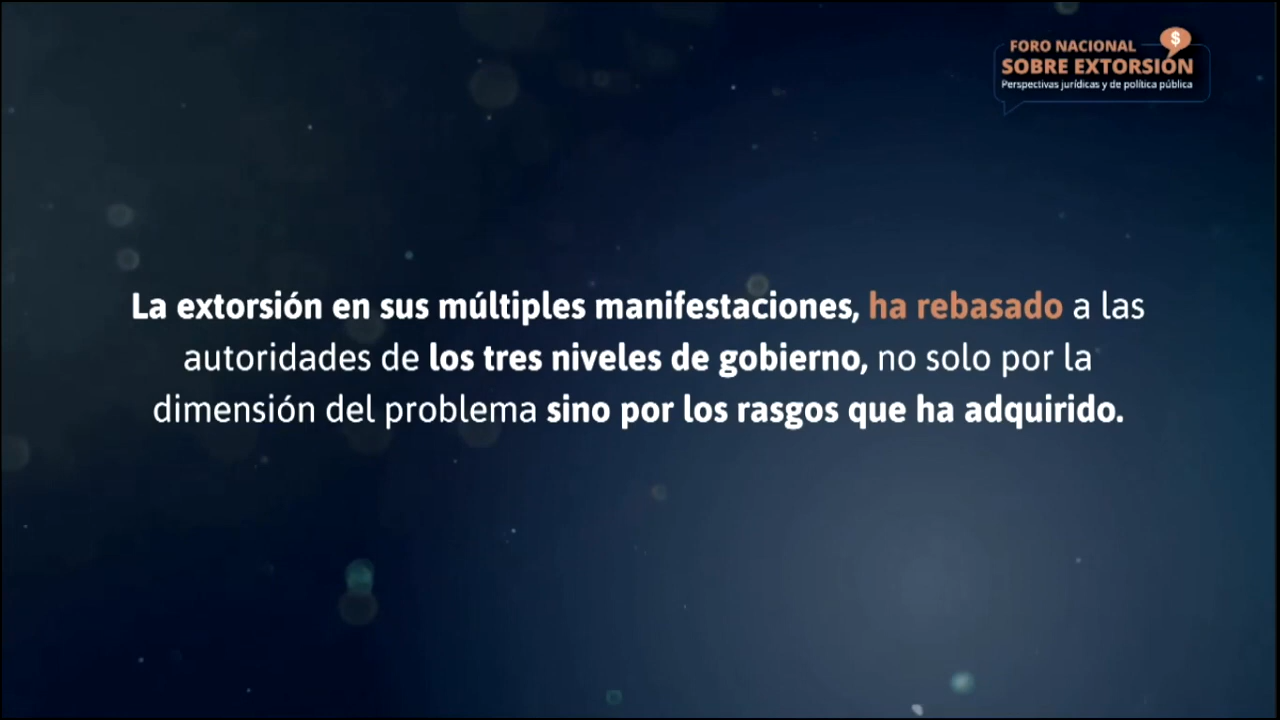 $
FORO NACIONAL
SOBRE EXTORSIÓN
Perspectivas jurídicas y de política pública
La extorsión en sus múltiples manifestaciones, ha rebasado a las
autoridades de los tres niveles de gobierno, no solo por la
dimensión del problema sino por los rasgos que ha adquirido.